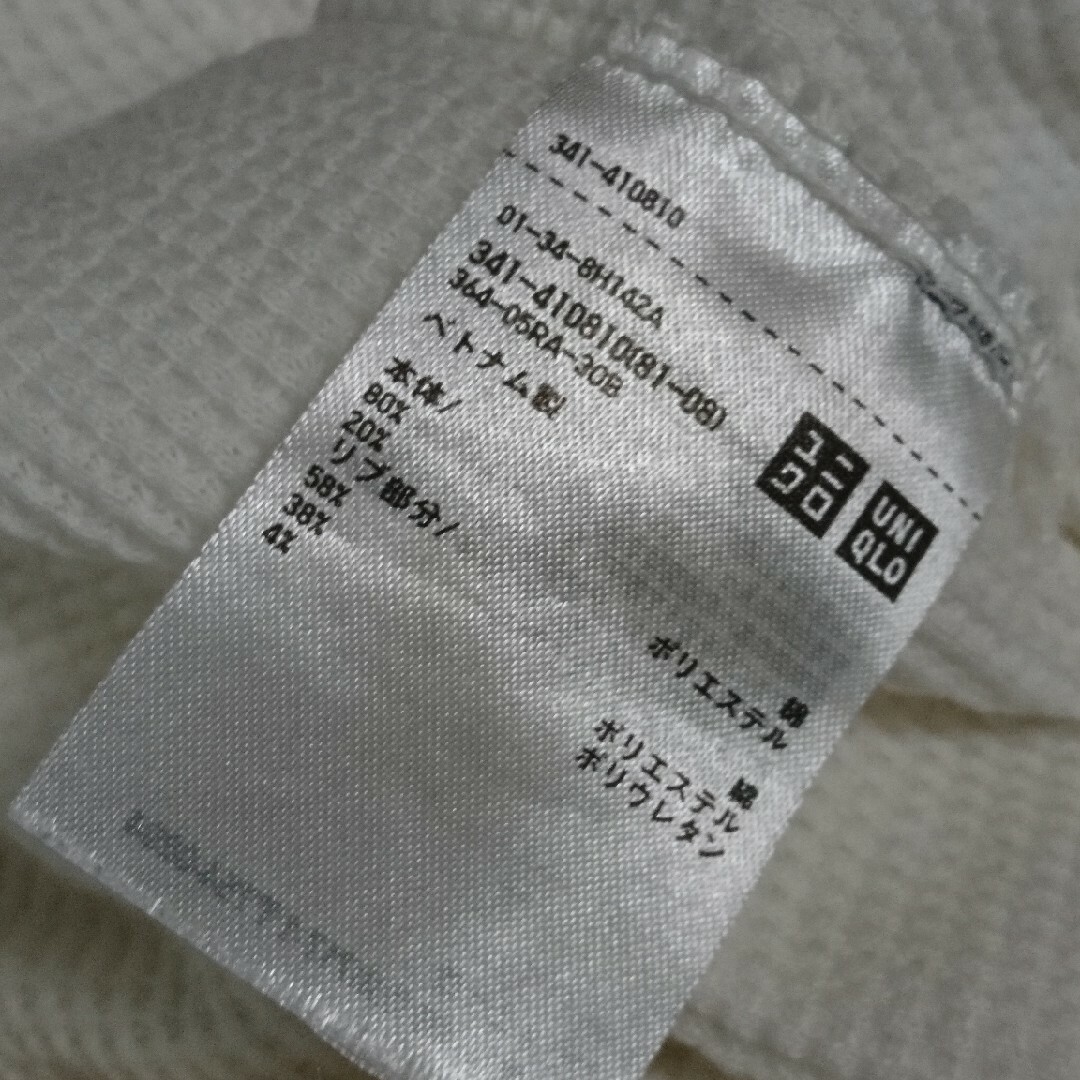 341-410810
01-34-8H142A
341-410810(81-08)
364-05RA-30B
ベトナム製
ユニクロ
UNIQLO
本体/
80% 綿
20% ポリエステル
リブ部分/
58% 綿
38% ポリエステル
4% ポリウレタン